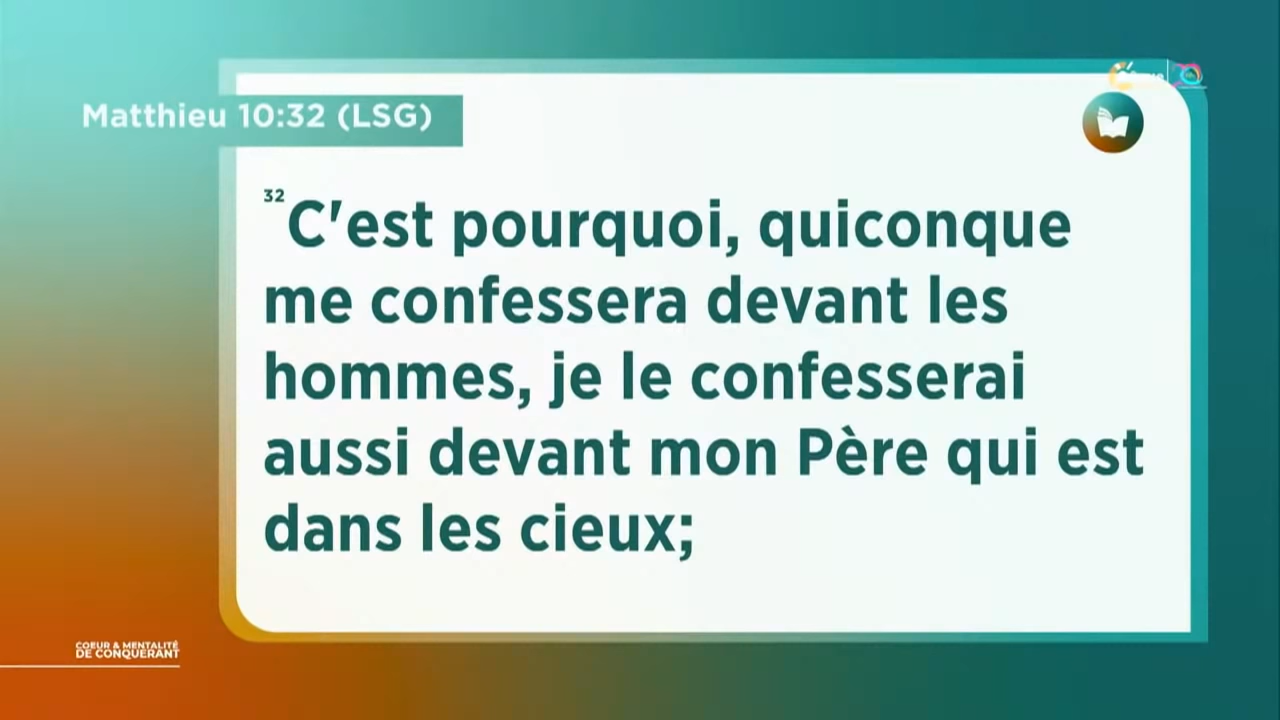 Matthieu 10:32 (LSG)
32 C'est pourquoi, quiconque
me confessera devant les
hommes, je le confesserai
aussi devant mon Père qui est
dans les cieux;
COEUR & MENTALITÉ
DE CONQUÉRANT